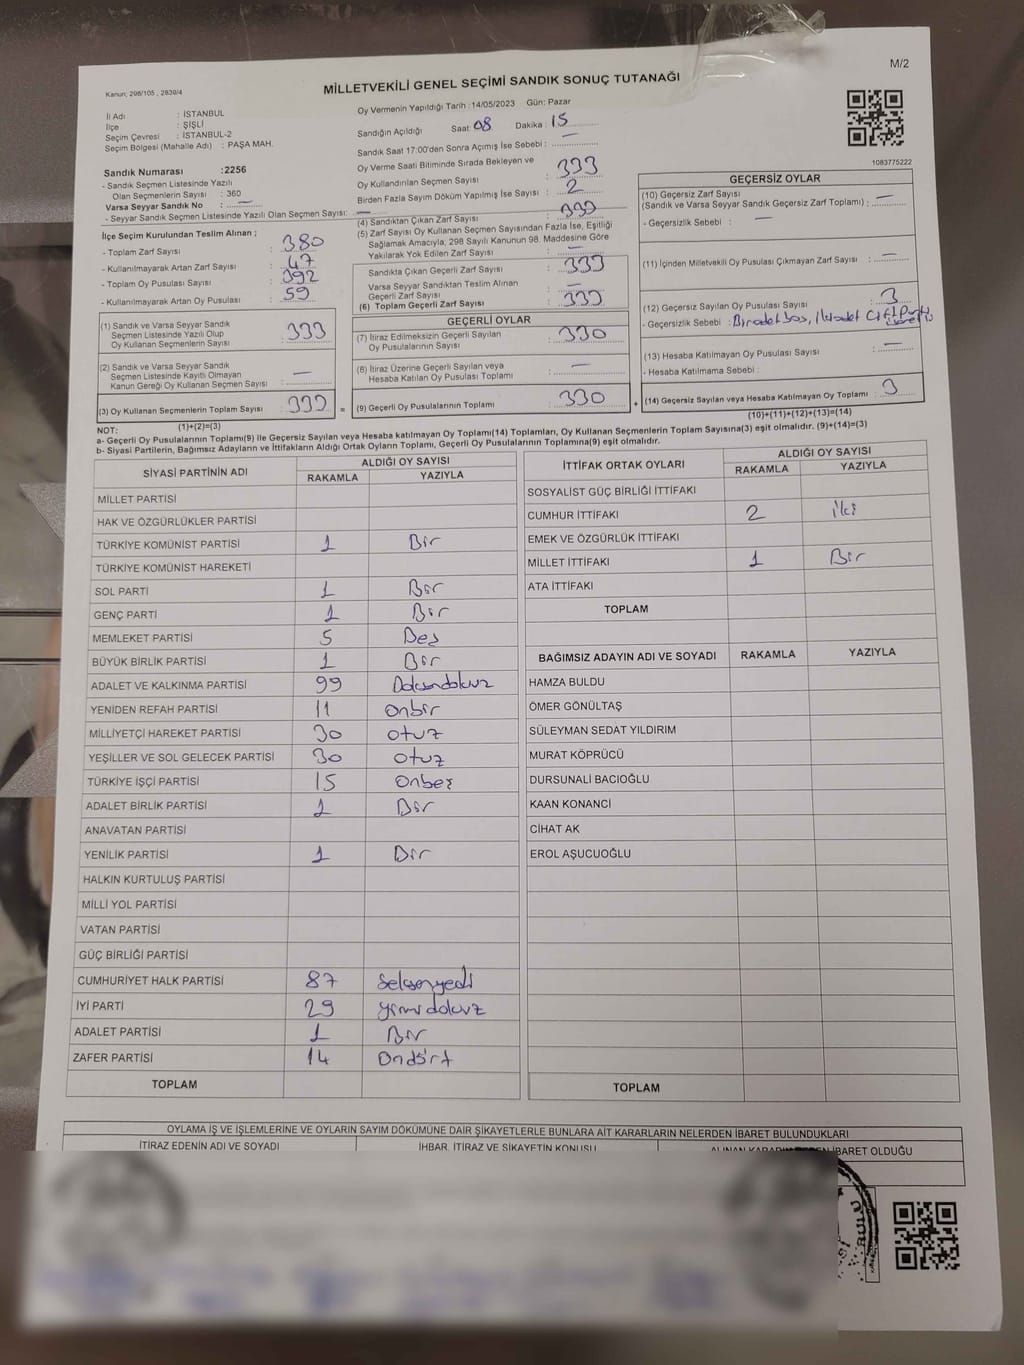 M/2
Kanun; 298/105 , 2839/4
MİLLETVEKİLİ GENEL SEÇİMİ SANDIK SONUÇ TUTANAĞI
İl Adı : İSTANBUL
İlçe : ŞİŞLİ
Seçim Çevresi : İSTANBUL-2
Seçim Bölgesi (Mahalle Adı) : PAŞA MAH.
Sandık Numarası :2256
- Sandık Seçmen Listesinde Yazılı
Olan Seçmenlerin Sayısı : 360
Varsa Seyyar Sandık No : —
- Seyyar Sandık Seçmen Listesinde Yazılı Olan Seçmen Sayısı: —
İlçe Seçim Kurulundan Teslim Alınan ;
- Toplam Zarf Sayısı : 380
- Kullanılmayarak Artan Zarf Sayısı : 47
- Toplam Oy Pusulası Sayısı : 392
- Kullanılmayarak Artan Oy Pusulası : 59
(1) Sandık ve Varsa Seyyar Sandık
Seçmen Listesinde Yazılı Olup
Oy Kullanan Seçmenlerin Sayısı : 333
(2) Sandık ve Varsa Seyyar Sandık
Seçmen Listesinde Kayıtlı Olmayan
Kanun Gereği Oy Kullanan Seçmen Sayısı : —
(3) Oy Kullanan Seçmenlerin Toplam Sayısı : 333
(1)+(2)=(3)
Oy Vermenin Yapıldığı Tarih :14/05/2023 Gün: Pazar
Sandığın Açıldığı Saat: 08 Dakika : 15
Sandık Saat 17:00'den Sonra Açımış İse Sebebi : —
Oy Verme Saati Bitiminde Sırada Bekleyen ve
Oy Kullandırılan Seçmen Sayısı : 333
Birden Fazla Sayım Döküm Yapılmış İse Sayısı : 2
(4) Sandıktan Çıkan Zarf Sayısı : 333
(5) Zarf Sayısı Oy Kullanan Seçmen Sayısından Fazla İse, Eşitliği
Sağlamak Amacıyla, 298 Sayılı Kanunun 98. Maddesine Göre
Yakılarak Yok Edilen Zarf Sayısı : —
Sandıkta Çıkan Geçerli Zarf Sayısı : 333
Varsa Seyyar Sandıktan Teslim Alınan
Geçerli Zarf Sayısı : —
(6) Toplam Geçerli Zarf Sayısı : 333
GEÇERLİ OYLAR
(7) İtiraz Edilmeksizin Geçerli Sayılan
Oy Pusulalarının Sayısı : 330
(8) İtiraz Üzerine Geçerli Sayılan veya
Hesaba Katılan Oy Pusulası Toplamı : —
= (9) Geçerli Oy Pusulalarının Toplamı : 330
1083775222
GEÇERSİZ OYLAR
(10) Geçersiz Zarf Sayısı
(Sandık ve Varsa Seyyar Sandık Geçersiz Zarf Toplamı) : —
- Geçersizlik Sebebi : —
(11) İçinden Milletvekili Oy Pusulası Çıkmayan Zarf Sayısı : —
(12) Geçersiz Sayılan Oy Pusulası Sayısı : 3
- Geçersizlik Sebebi : Bir adet boş,
(13) Hesaba Katılmayan Oy Pusulası Sayısı : —
- Hesaba Katılmama Sebebi :
+ (14) Geçersiz Sayılan veya Hesaba Katılmayan Oy Toplamı : 3
(10)+(11)+(12)+(13)=(14)
NOT:
a- Geçerli Oy Pusulalarının Toplamı(9) ile Geçersiz Sayılan veya Hesaba katılmayan Oy Toplamı(14) Toplamları, Oy Kullanan Seçmenlerin Toplam Sayısına(3) eşit olmalıdır. (9)+(14)=(3)
b- Siyasi Partilerin, Bağımsız Adayların ve İttifakların Aldığı Ortak Oyların Toplamı, Geçerli Oy Pusulalarının Toplamına(9) eşit olmalıdır.
SİYASİ PARTİNİN ADI ALDIĞI OY SAYISI
RAKAMLA YAZIYLA
MİLLET PARTİSİ
HAK VE ÖZGÜRLÜKLER PARTİSİ
TÜRKİYE KOMÜNİST PARTİSİ 1 Bir
TÜRKİYE KOMÜNİST HAREKETİ
SOL PARTİ 1 Bir
GENÇ PARTİ 1 Bir
MEMLEKET PARTİSİ 5 Beş
BÜYÜK BİRLİK PARTİSİ 1 Bir
ADALET VE KALKINMA PARTİSİ 99 Doksandokuz
YENİDEN REFAH PARTİSİ 11 onbir
MİLLİYETÇİ HAREKET PARTİSİ 30 otuz
YEŞİLLER VE SOL GELECEK PARTİSİ 30 otuz
TÜRKİYE İŞÇİ PARTİSİ 15 Onbeş
ADALET BİRLİK PARTİSİ 1 Bir
ANAVATAN PARTİSİ
YENİLİK PARTİSİ 1 Bir
HALKIN KURTULUŞ PARTİSİ
MİLLİ YOL PARTİSİ
VATAN PARTİSİ
GÜÇ BİRLİĞİ PARTİSİ
CUMHURİYET HALK PARTİSİ 87 Seksenyedi
İYİ PARTİ 29 yirmidokuz
ADALET PARTİSİ 1 Bir
ZAFER PARTİSİ 14 Ondört
TOPLAM
İTTİFAK ORTAK OYLARI ALDIĞI OY SAYISI
RAKAMLA YAZIYLA
SOSYALİST GÜÇ BİRLİĞİ İTTİFAKI
CUMHUR İTTİFAKI 2 iki
EMEK VE ÖZGÜRLÜK İTTİFAKI
MİLLET İTTİFAKI 1 Bir
ATA İTTİFAKI
TOPLAM
BAĞIMSIZ ADAYIN ADI VE SOYADI RAKAMLA YAZIYLA
HAMZA BULDU
ÖMER GÖNÜLTAŞ
SÜLEYMAN SEDAT YILDIRIM
MURAT KÖPRÜCÜ
DURSUNALİ BACIOĞLU
KAAN KONANCİ
CİHAT AK
EROL AŞUCUOĞLU
TOPLAM
OYLAMA İŞ VE İŞLEMLERİNE VE OYLARIN SAYIM DÖKÜMÜNE DAİR ŞİKAYETLERLE BUNLARA AİT KARARLARIN NELERDEN İBARET BULUNDUKLARI
İTİRAZ EDENİN ADI VE SOYADI İHBAR, İTİRAZ VE ŞİKAYETİN KONUSU İBARET OLDUĞU